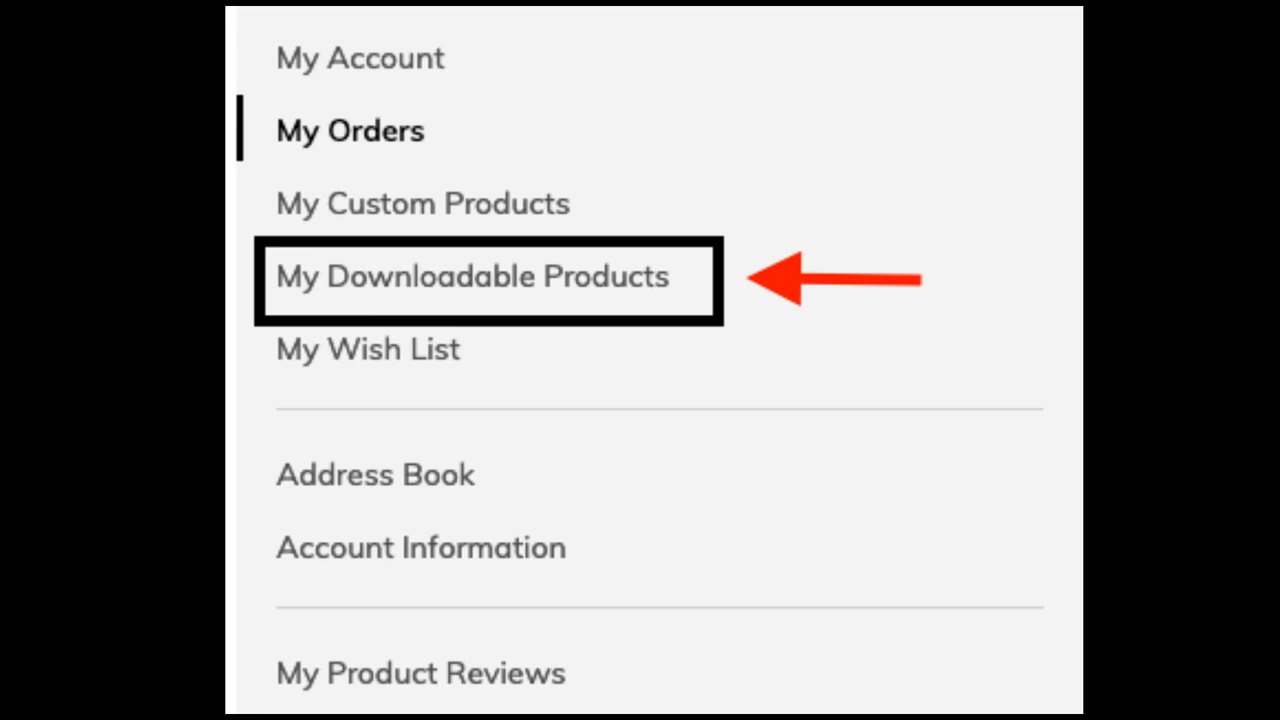 My Account
My Orders
My Custom Products
My Downloadable Products
My Wish List
Address Book
Account Information
My Product Reviews